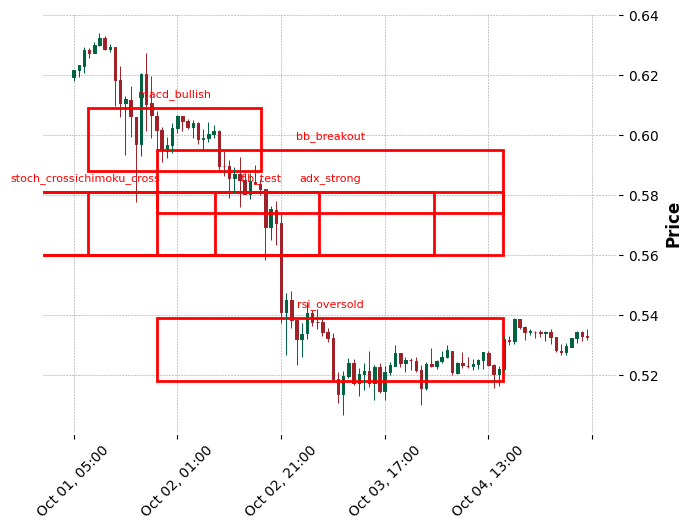 0.64
0.62
macd_bullish
0.60
bb_breakout
stoch_cross
ichimoku_cross
adx_strong
0.58
Price
0.56
rsi_oversold
0.54
0.52
Oct 01, 05:00
Oct 02, 01:00
Oct 02, 21:00
Oct 03, 17:00
Oct 04, 13:00